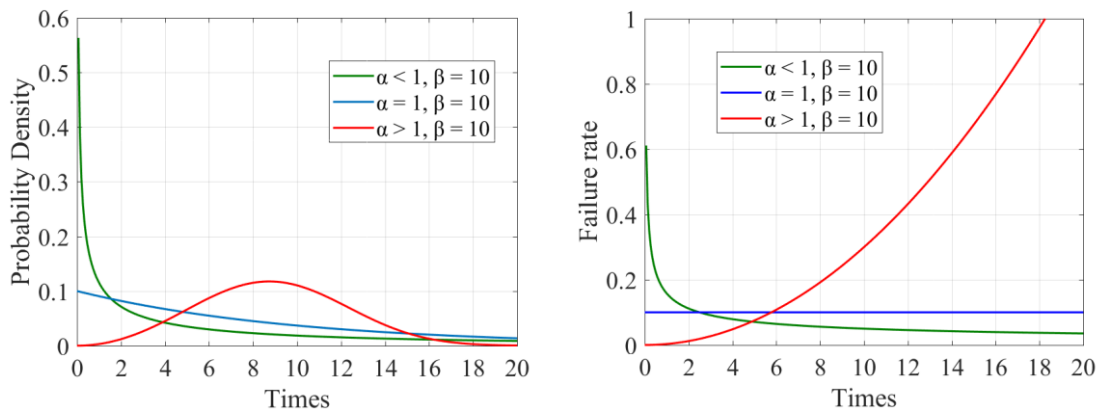 0.6
0.5
0.4
0.3
0.2
0.1
0
Probability Density
α < 1, β = 10
α = 1, β = 10
α > 1, β = 10
0 2 4 6 8 10 12 14 16 18 20
Times
1
0.8
0.6
0.4
0.2
0
Failure rate
α < 1, β = 10
α = 1, β = 10
α > 1, β = 10
0 2 4 6 8 10 12 14 16 18 20
Times